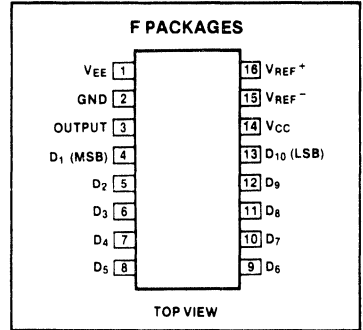 F PACKAGES
VEE 1 16 VREF+
GND 2 15 VREF-
OUTPUT 3 14 VCC
D1 (MSB) 4 13 D10 (LSB)
D2 5 12 D9
D3 6 11 D8
D4 7 10 D7
D5 8 9 D6
TOP VIEW